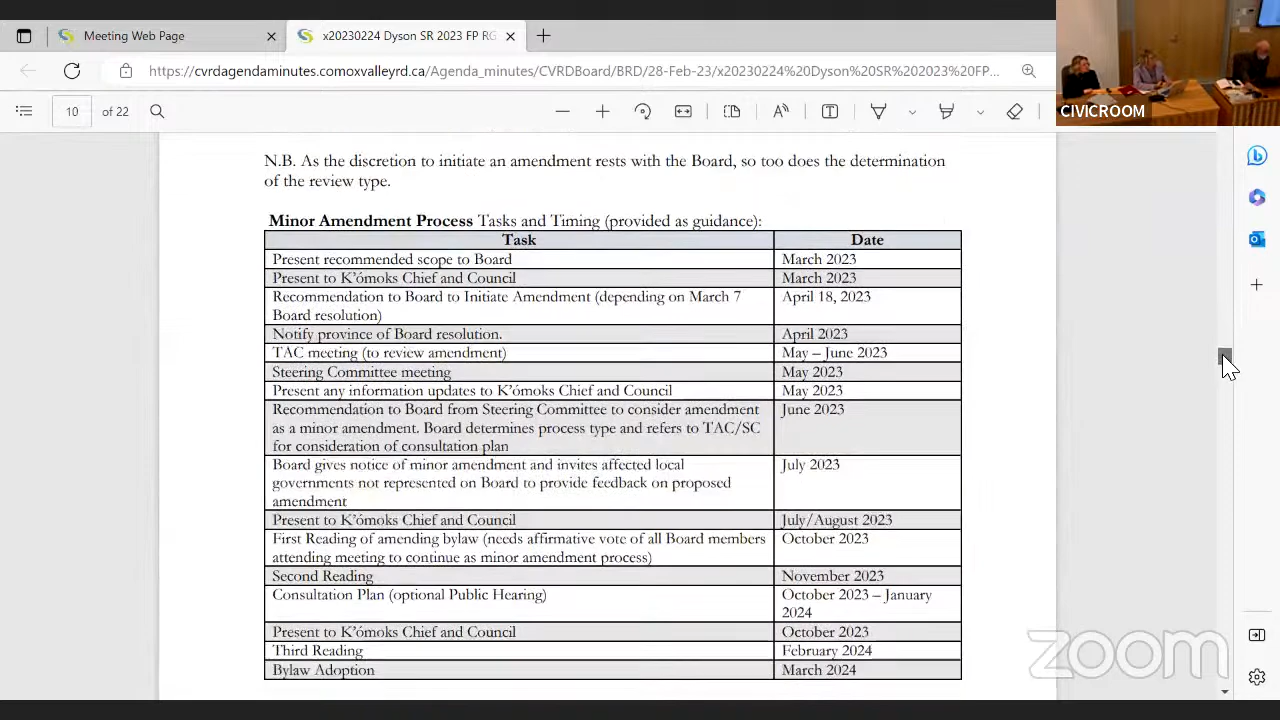 Meeting Web Page
x20230224 Dyson SR 2023 FP RG
https://cvrdagendaminutes.comoxvalleyrd.ca/Agenda_minutes/CVRDBoard/BRD/28-Feb-23/x20230224%20Dyson%20SR%202023%20FP...
10 of 22
CIVICROOM
N.B. As the discretion to initiate an amendment rests with the Board, so too does the determination
of the review type.
Minor Amendment Process Tasks and Timing (provided as guidance):
Task Date
Present recommended scope to Board March 2023
Present to K’ómoks Chief and Council March 2023
Recommendation to Board to Initiate Amendment (depending on March 7 April 18, 2023
Board resolution)
Notify province of Board resolution. April 2023
TAC meeting (to review amendment) May – June 2023
Steering Committee meeting May 2023
Present any information updates to K’ómoks Chief and Council May 2023
Recommendation to Board from Steering Committee to consider amendment June 2023
as a minor amendment. Board determines process type and refers to TAC/SC
for consideration of consultation plan
Board gives notice of minor amendment and invites affected local July 2023
governments not represented on Board to provide feedback on proposed
amendment
Present to K’ómoks Chief and Council July/August 2023
First Reading of amending bylaw (needs affirmative vote of all Board members October 2023
attending meeting to continue as minor amendment process)
Second Reading November 2023
Consultation Plan (optional Public Hearing) October 2023 – January
2024
Present to K’ómoks Chief and Council October 2023
Third Reading February 2024
Bylaw Adoption March 2024
zoom